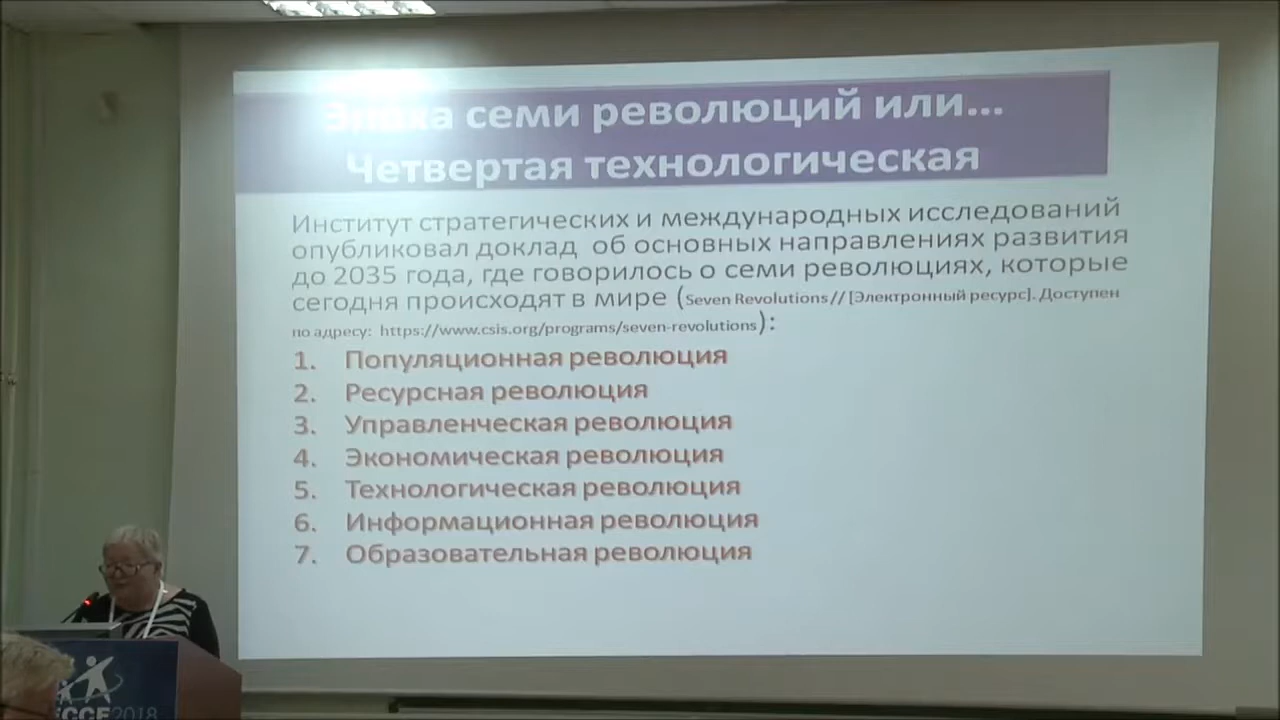 Эпоха семи революций или...
Четвертая технологическая
Институт стратегических и международных исследований
опубликовал доклад об основных направлениях развития
до 2035 года, где говорилось о семи революциях, которые
сегодня происходят в мире (Seven Revolutions// [Электронный ресурс]. Доступен
по адресу: https://www.csis.org/programs/seven-revolutions):
1. Популяционная революция
2. Ресурсная революция
3. Управленческая революция
4. Экономическая революция
5. Технологическая революция
6. Информационная революция
7. Образовательная революция
2018